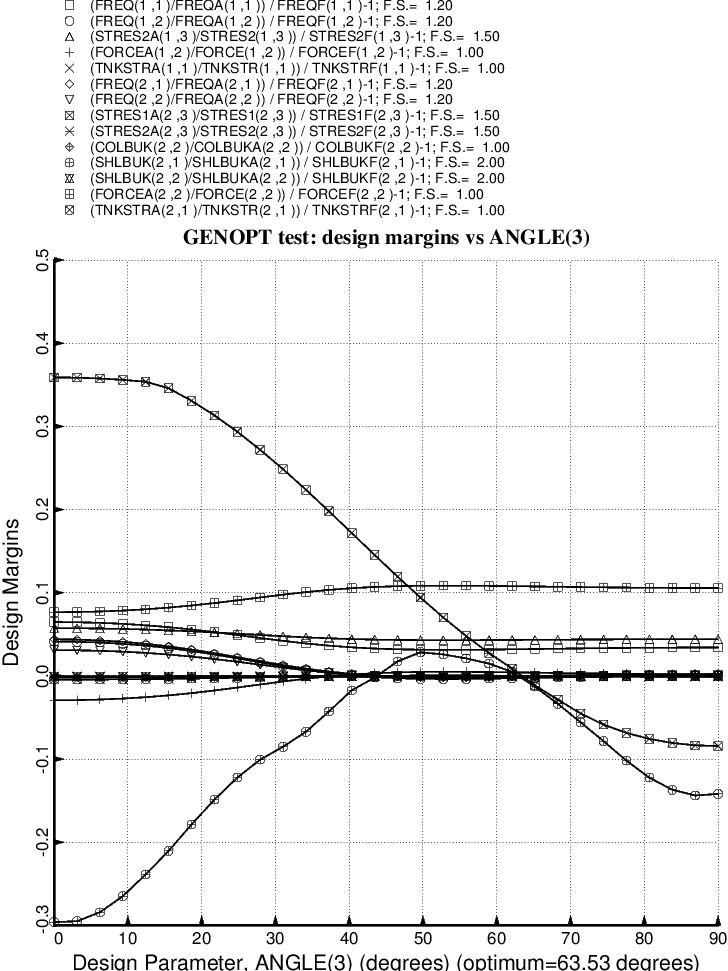 (FREQ(1 ,1 )/FREQA(1 ,1 )) / FREQF(1 ,1 )-1; F.S.= 1.20
(FREQ(1 ,2 )/FREQA(1 ,2 )) / FREQF(1 ,2 )-1; F.S.= 1.20
(STRES2A(1 ,3 )/STRES2(1 ,3 )) / STRES2F(1 ,3 )-1; F.S.= 1.50
(FORCEA(1 ,2 )/FORCE(1 ,2 )) / FORCEF(1 ,2 )-1; F.S.= 1.00
(TNKSTRA(1 ,1 )/TNKSTR(1 ,1 )) / TNKSTRF(1 ,1 )-1; F.S.= 1.00
(FREQ(2 ,1 )/FREQA(2 ,1 )) / FREQF(2 ,1 )-1; F.S.= 1.20
(FREQ(2 ,2 )/FREQA(2 ,2 )) / FREQF(2 ,2 )-1; F.S.= 1.20
(STRES1A(2 ,3 )/STRES1(2 ,3 )) / STRES1F(2 ,3 )-1; F.S.= 1.50
(STRES2A(2 ,3 )/STRES2(2 ,3 )) / STRES2F(2 ,3 )-1; F.S.= 1.50
(COLBUK(2 ,2 )/COLBUKA(2 ,2 )) / COLBUKF(2 ,2 )-1; F.S.= 1.00
(SHLBUK(2 ,1 )/SHLBUKA(2 ,1 )) / SHLBUKF(2 ,1 )-1; F.S.= 2.00
(SHLBUK(2 ,2 )/SHLBUKA(2 ,2 )) / SHLBUKF(2 ,2 )-1; F.S.= 2.00
(FORCEA(2 ,2 )/FORCE(2 ,2 )) / FORCEF(2 ,2 )-1; F.S.= 1.00
(TNKSTRA(2 ,1 )/TNKSTR(2 ,1 )) / TNKSTRF(2 ,1 )-1; F.S.= 1.00
GENOPT test: design margins vs ANGLE(3)
0.5
0.4
0.3
0.2
0.1
0.0
-0.1
-0.2
-0.3
Design Margins
0 10 20 30 40 50 60 70 80 90
Design Parameter, ANGLE(3) (degrees) (optimum=63.53 degrees)